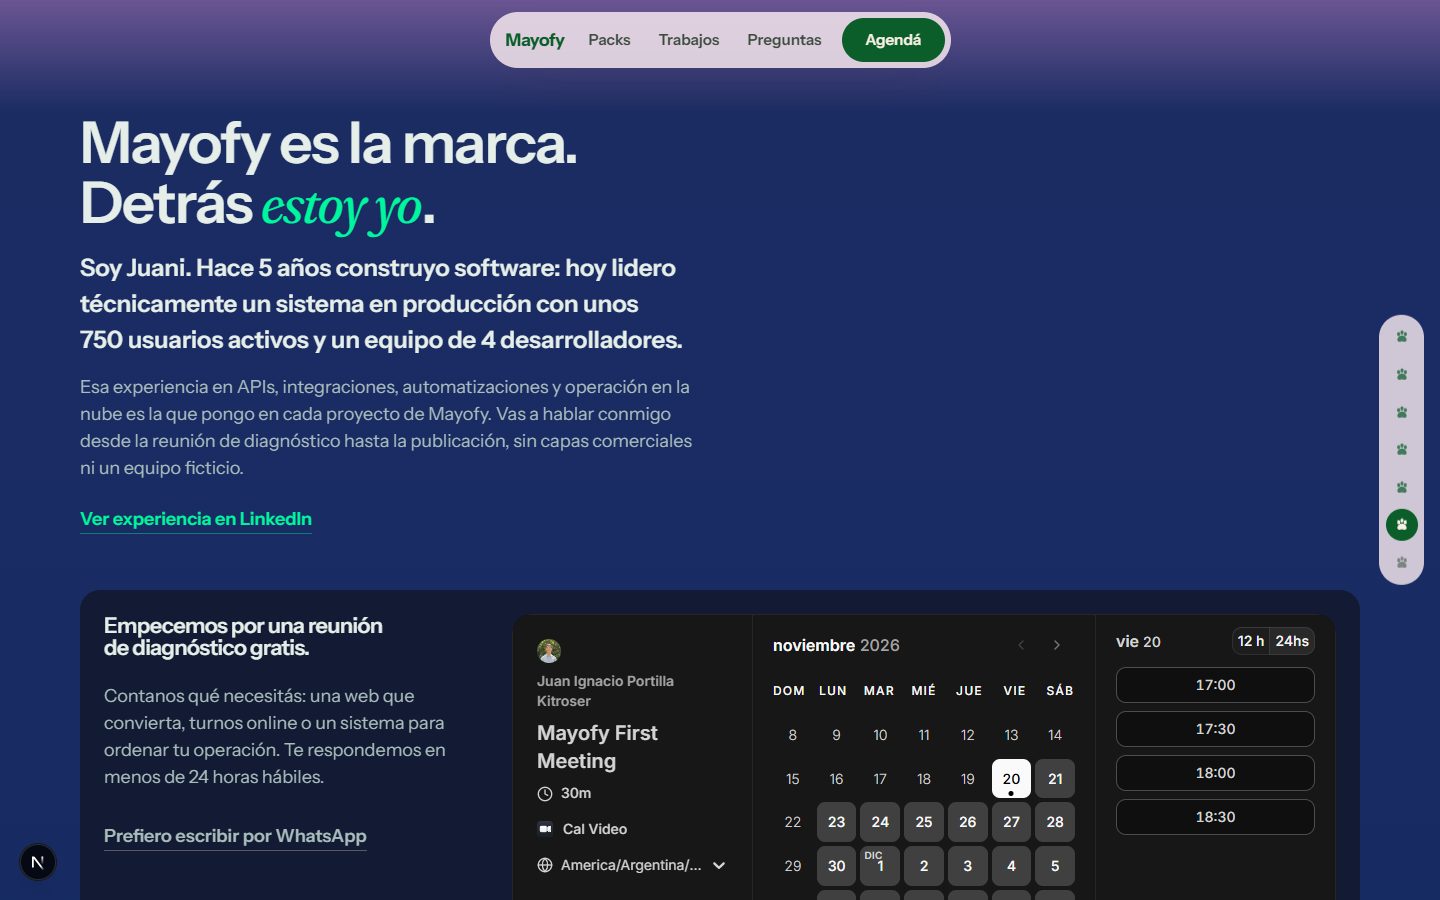 Mayofy
Packs
Trabajos
Preguntas
Agendá
Mayofy es la marca.
Detrás estoy yo.
Soy Juani. Hace 5 años construyo software: hoy lidero
técnicamente un sistema en producción con unos
750 usuarios activos y un equipo de 4 desarrolladores.
Esa experiencia en APIs, integraciones, automatizaciones y operación en la
nube es la que pongo en cada proyecto de Mayofy. Vas a hablar conmigo
desde la reunión de diagnóstico hasta la publicación, sin capas comerciales
ni un equipo ficticio.
Ver experiencia en LinkedIn
Empecemos por una reunión
de diagnóstico gratis.
Contanos qué necesitás: una web que
convierta, turnos online o un sistema para
ordenar tu operación. Te respondemos en
menos de 24 horas hábiles.
Prefiero escribir por WhatsApp
Juan Ignacio Portilla
Kitroser
Mayofy First
Meeting
30m
Cal Video
America/Argentina/...
noviembre 2026
DOM LUN MAR MIÉ JUE VIE SÁB
8 9 10 11 12 13 14
15 16 17 18 19 20 21
22 23 24 25 26 27 28
29 30 DIC 1 2 3 4 5
vie 20
12 h 24hs
17:00
17:30
18:00
18:30
N